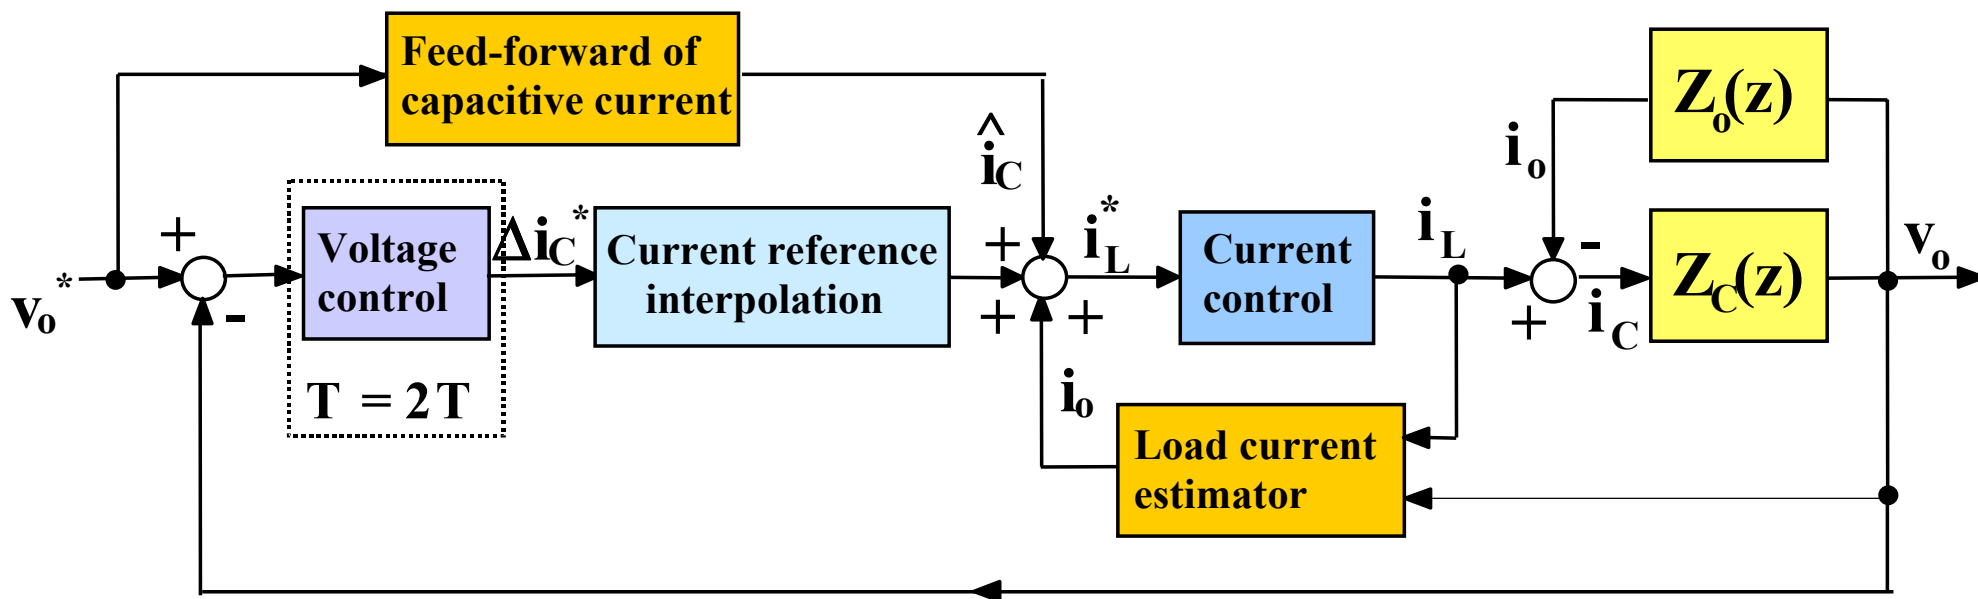 Feed-forward of
capacitive current
Z_o(z)
î_C
i_o
+
Voltage
control
Δi_C*
Current reference
interpolation
+
i_L*
Current
control
i_L
-
Z_C(z)
v_o
v_o*
-
+
+
+
i_C
T = 2T
i_o
Load current
estimator